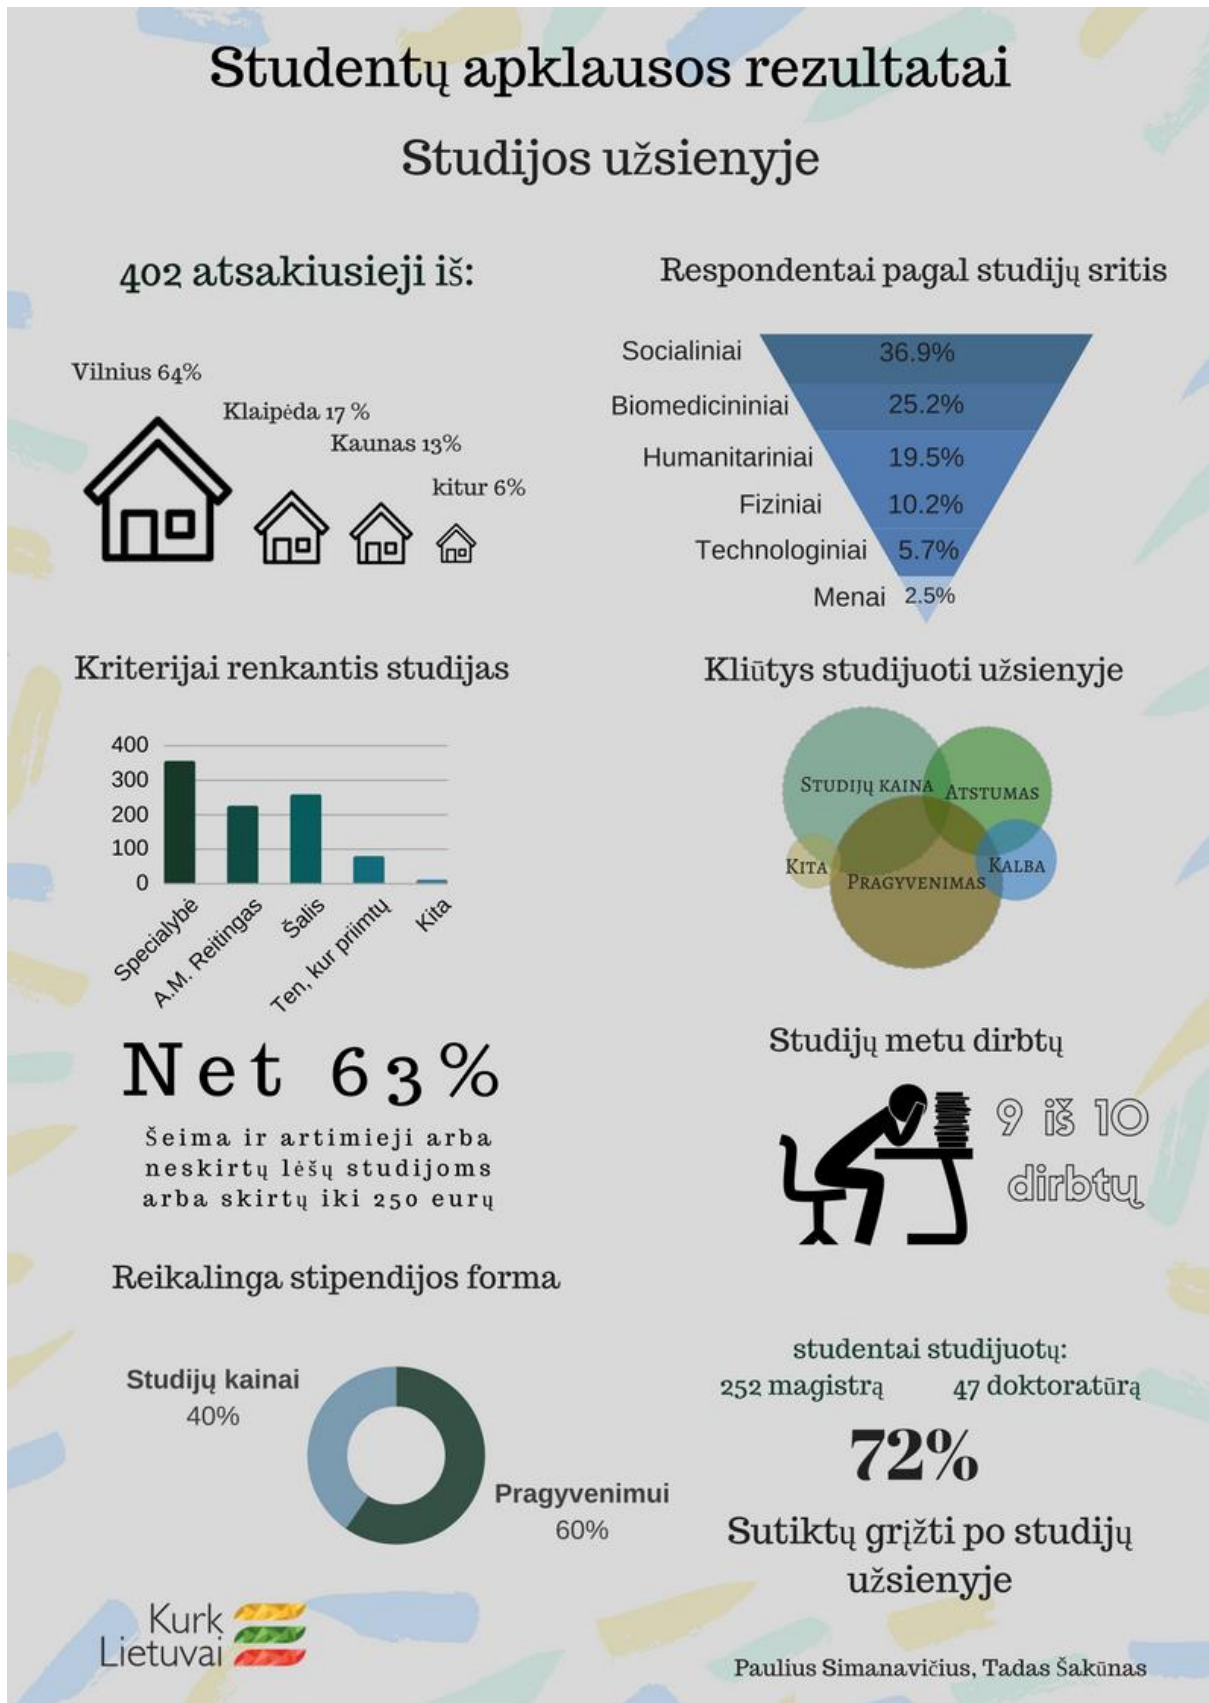 Studentų apklausos rezultatai
Studijos užsienyje
402 atsakiusieji iš:
Vilnius 64%
Klaipėda 17 %
Kaunas 13%
kitur 6%
Respondentai pagal studijų sritis
Socialiniai 36.9%
Biomedicininiai 25.2%
Humanitariniai 19.5%
Fiziniai 10.2%
Technologiniai 5.7%
Menai 2.5%
Kriterijai renkantis studijas
400
300
200
100
0
Specialybė
A.M. Reitingas
Šalis
Ten, kur priimtų
Kita
Kliūtys studijuoti užsienyje
Studijų kaina
Atstumas
Kita
Pragyvenimas
Kalba
Net 63%
Šeima ir artimieji arba
neskirtų lėšų studijoms
arba skirtų iki 250 eurų
Studijų metu dirbtų
9 iš 10
dirbtų
Reikalinga stipendijos forma
Studijų kainai
40%
Pragyvenimui
60%
studentai studijuotų:
252 magistrą 47 doktoratūrą
72%
Sutiktų grįžti po studijų
užsienyje
Kurk
Lietuvai
Paulius Simanavičius, Tadas Šakūnas